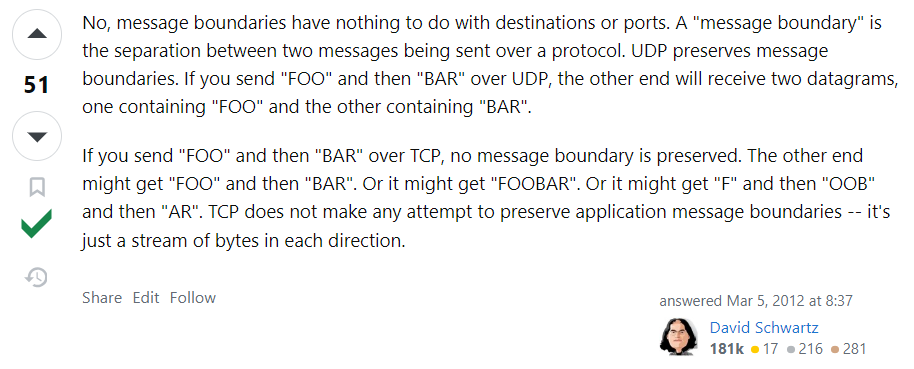 No, message boundaries have nothing to do with destinations or ports. A "message boundary" is
the separation between two messages being sent over a protocol. UDP preserves message
boundaries. If you send "FOO" and then "BAR" over UDP, the other end will receive two datagrams,
one containing "FOO" and the other containing "BAR".
51
If you send "FOO" and then "BAR" over TCP, no message boundary is preserved. The other end
might get "FOO" and then "BAR". Or it might get "FOOBAR". Or it might get "F" and then "OOB"
and then "AR". TCP does not make any attempt to preserve application message boundaries -- it's
just a stream of bytes in each direction.
Share Edit Follow
answered Mar 5, 2012 at 8:37
David Schwartz
181k 17 216 281